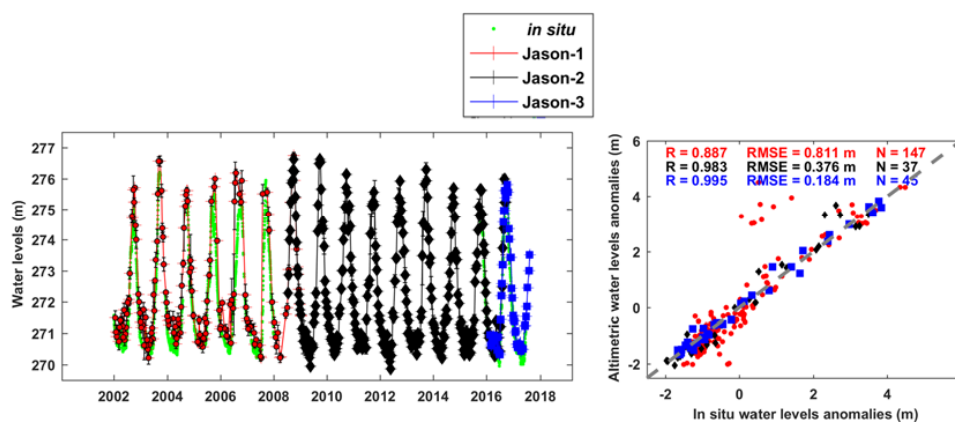 in situ
Jason-1
Jason-2
Jason-3
277
276
275
274
273
272
271
270
Water levels (m)
2002 2004 2006 2008 2010 2012 2014 2016 2018
R = 0.887 RMSE = 0.811 m N = 147
R = 0.983 RMSE = 0.376 m N = 37
R = 0.995 RMSE = 0.184 m N = 45
6
4
2
0
-2
Altimetric water levels anomalies (m)
-2 0 2 4
In situ water levels anomalies (m)